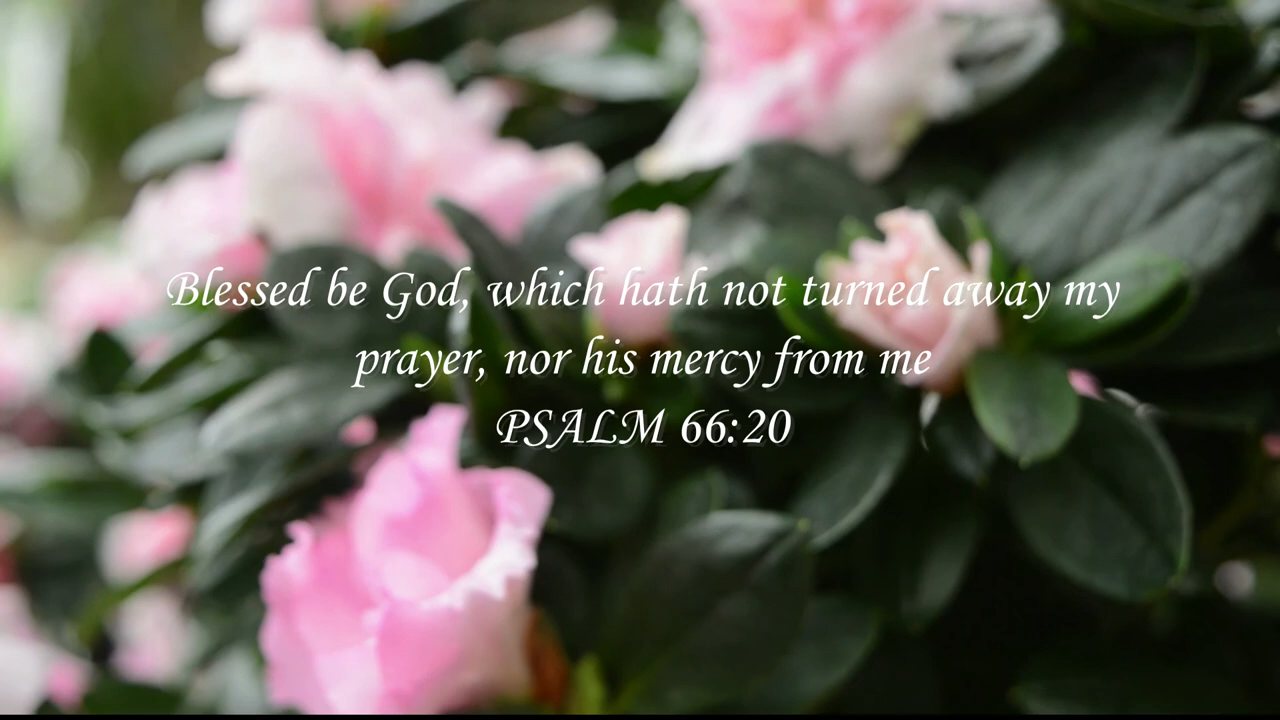 Blessed be God, which hath not turned away my
prayer, nor his mercy from me
PSALM 66:20